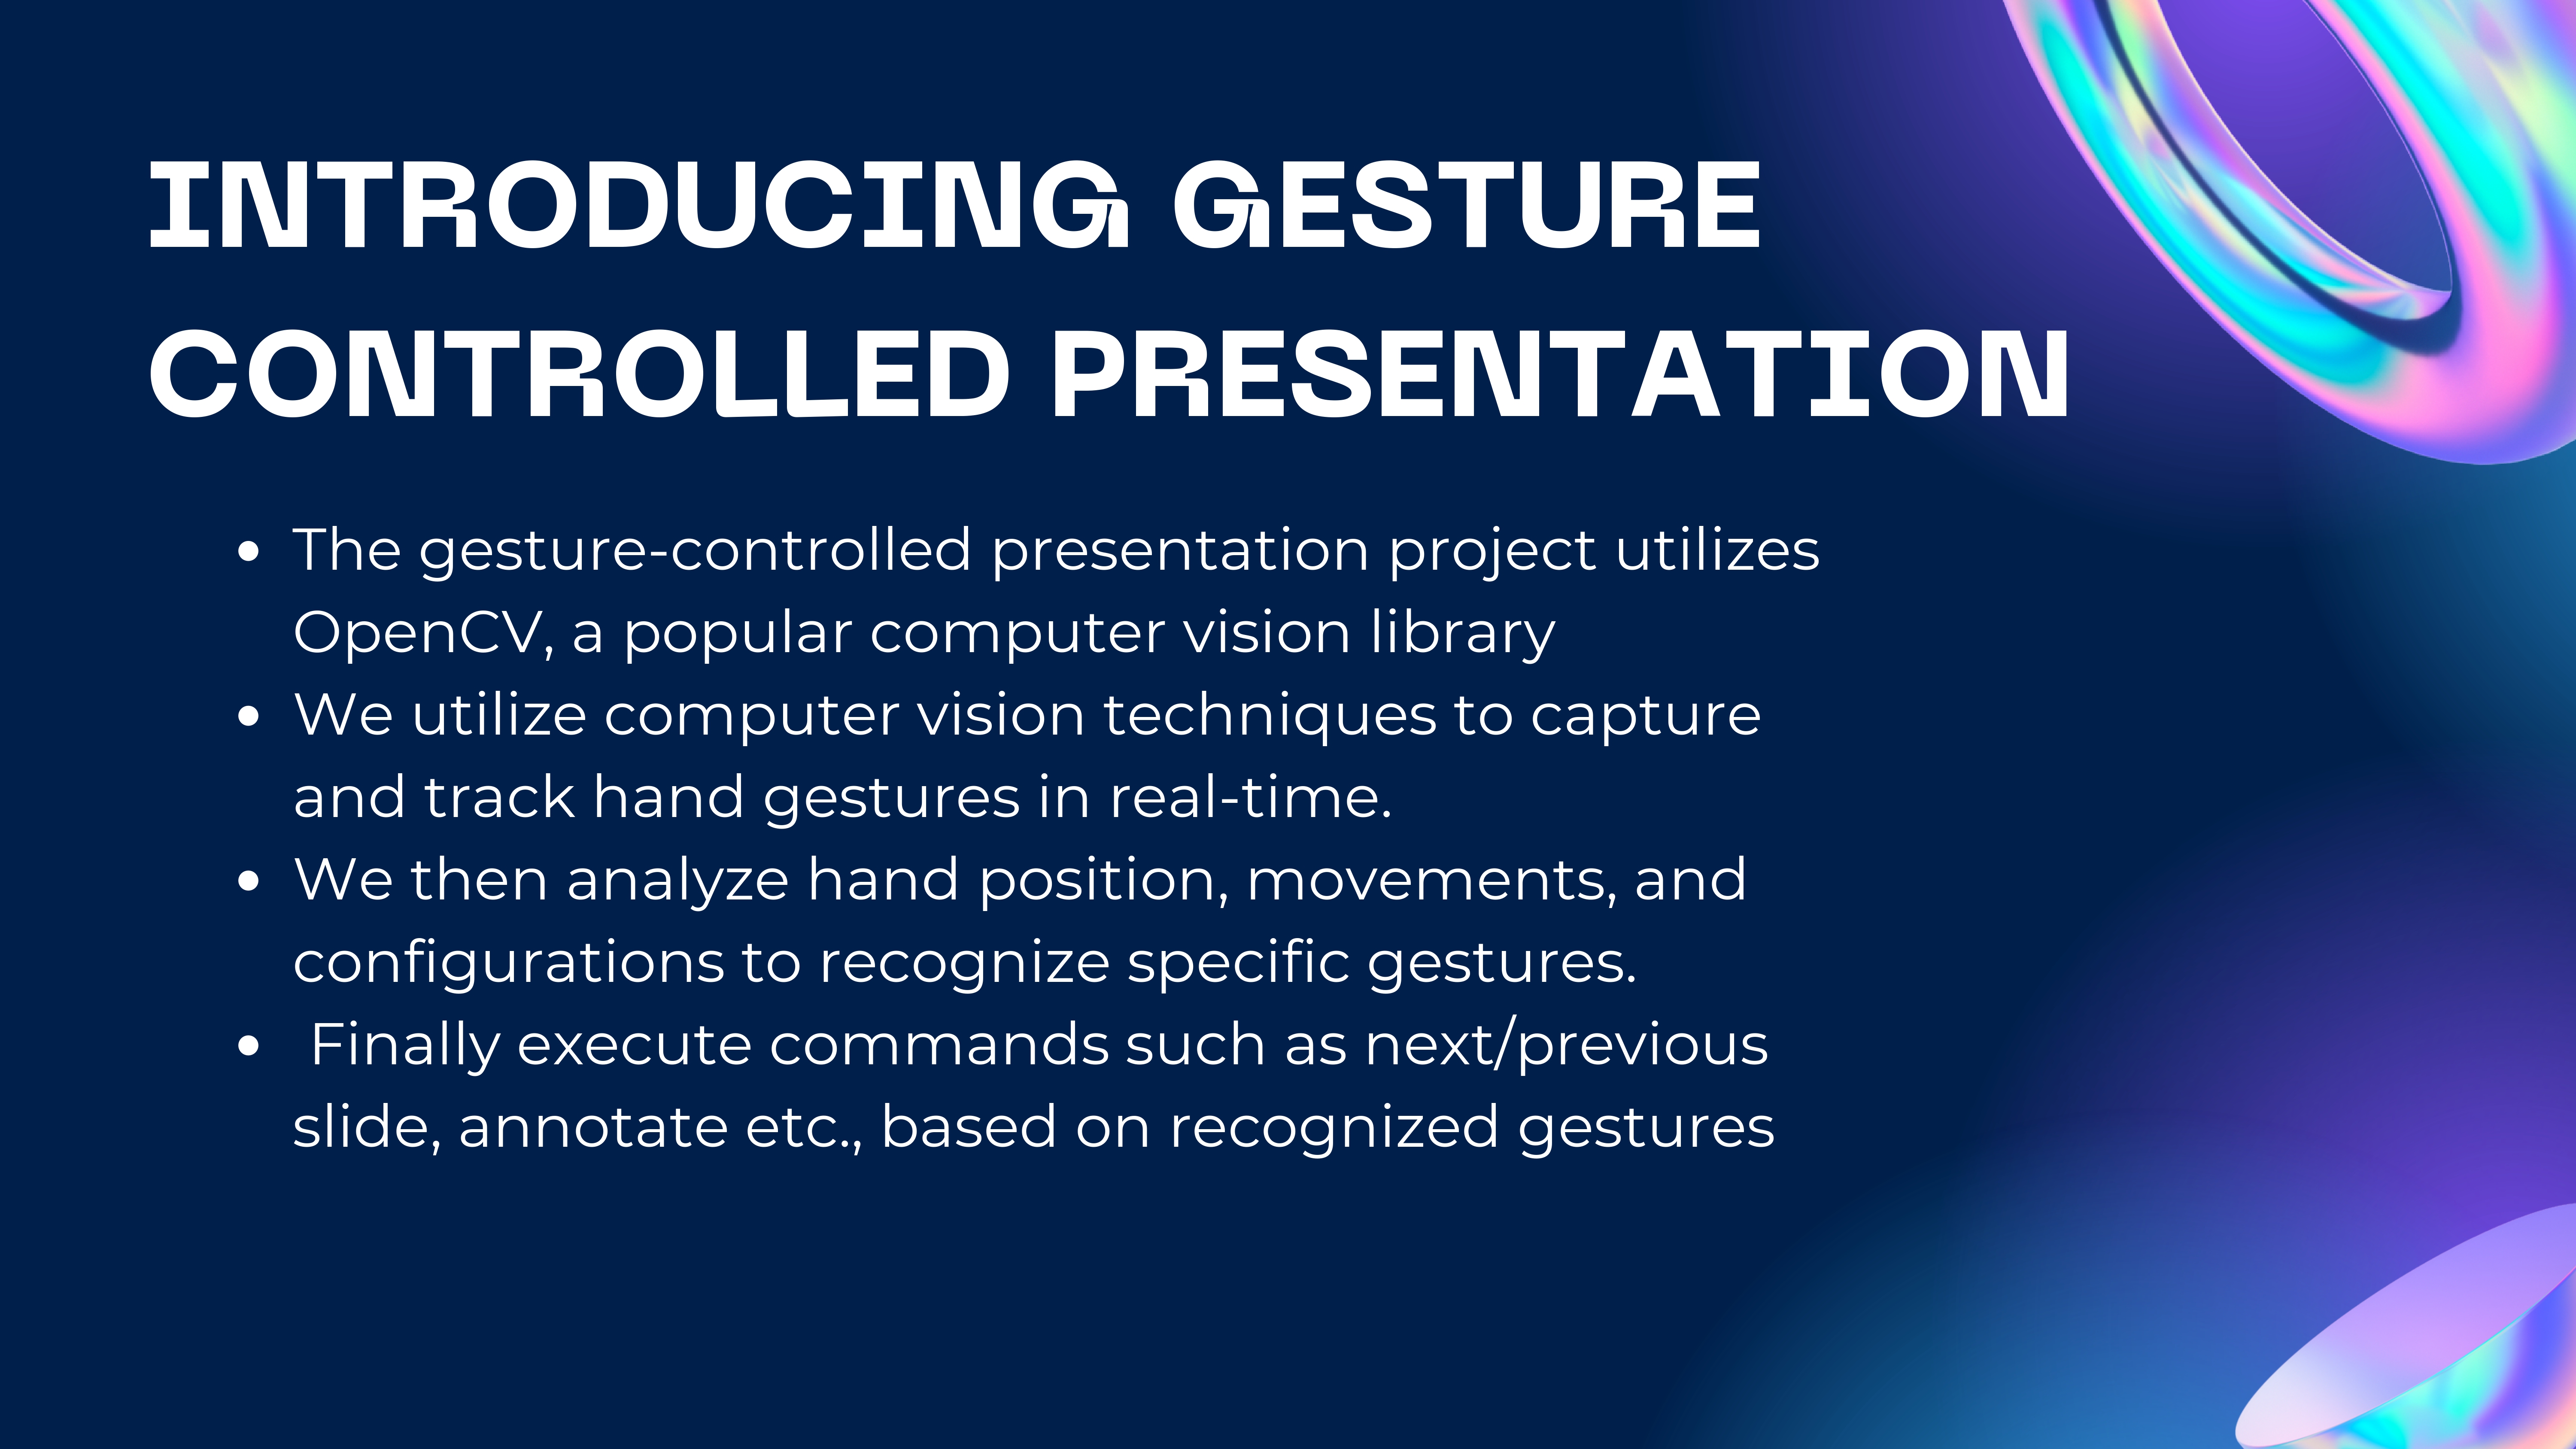 INTRODUCING GESTURE
CONTROLLED PRESENTATION
• The gesture-controlled presentation project utilizes
OpenCV, a popular computer vision library
• We utilize computer vision techniques to capture
and track hand gestures in real-time.
• We then analyze hand position, movements, and
configurations to recognize specific gestures.
• Finally execute commands such as next/previous
slide, annotate etc., based on recognized gestures